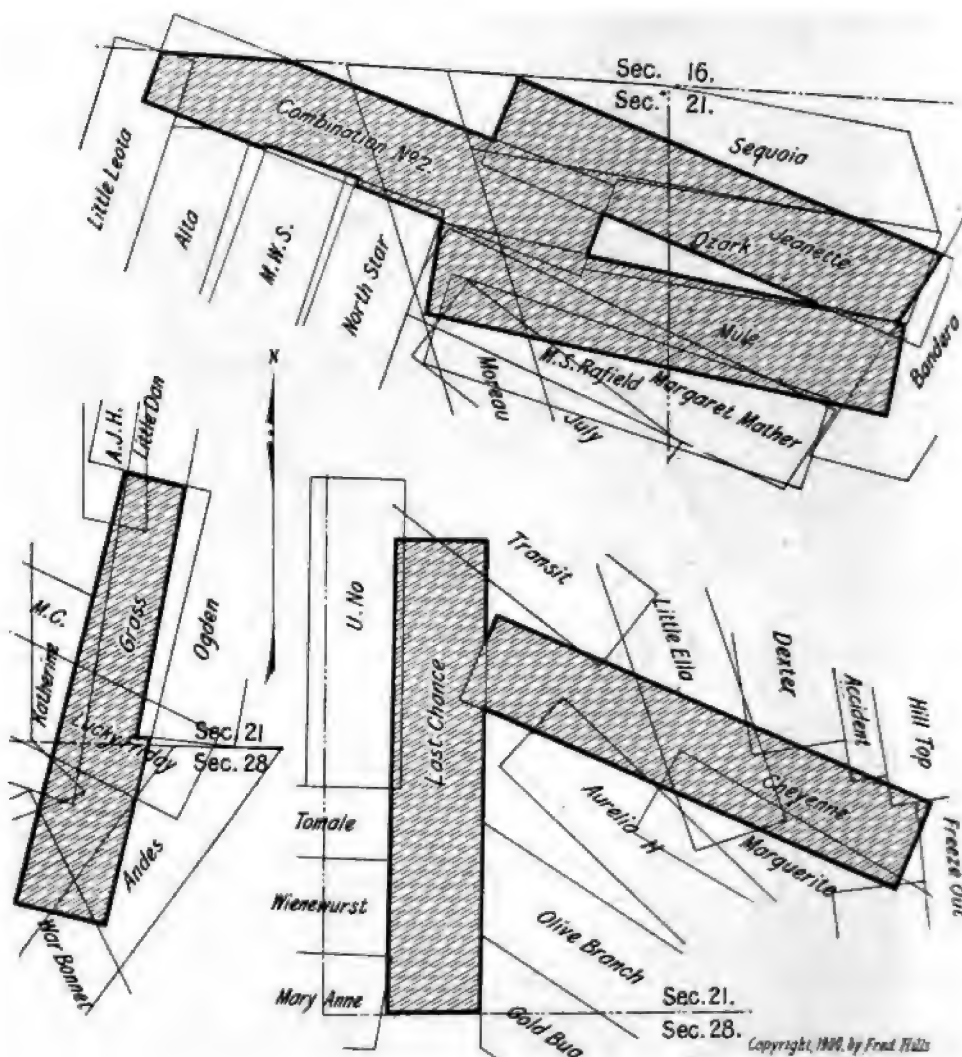 Sec. 16.
Sec. 21.
Combination No2.
Sequoia
Little Leota
Alta
M.W.S.
North Star
Ozark
Jeanette
Mule
Bandera
M.S. Rafield
Margaret Mather
Moreau
July
N
A.J.H.
Little Dan
Grass
Ogden
M.C.
Katherine
Lucky Friday
Sec. 21
Sec. 28
Andes
War Bonnet
U. No
Transit
Last Chance
Little Ella
Dexter
Accident
Hill Top
Cheyenne
Aurelia H
Marguerite
Freeze Out
Tomale
Wienewurst
Mary Anne
Olive Branch
Gold Bug
Sec. 21.
Sec. 28.
Copyright, 1900, by Fred Hills